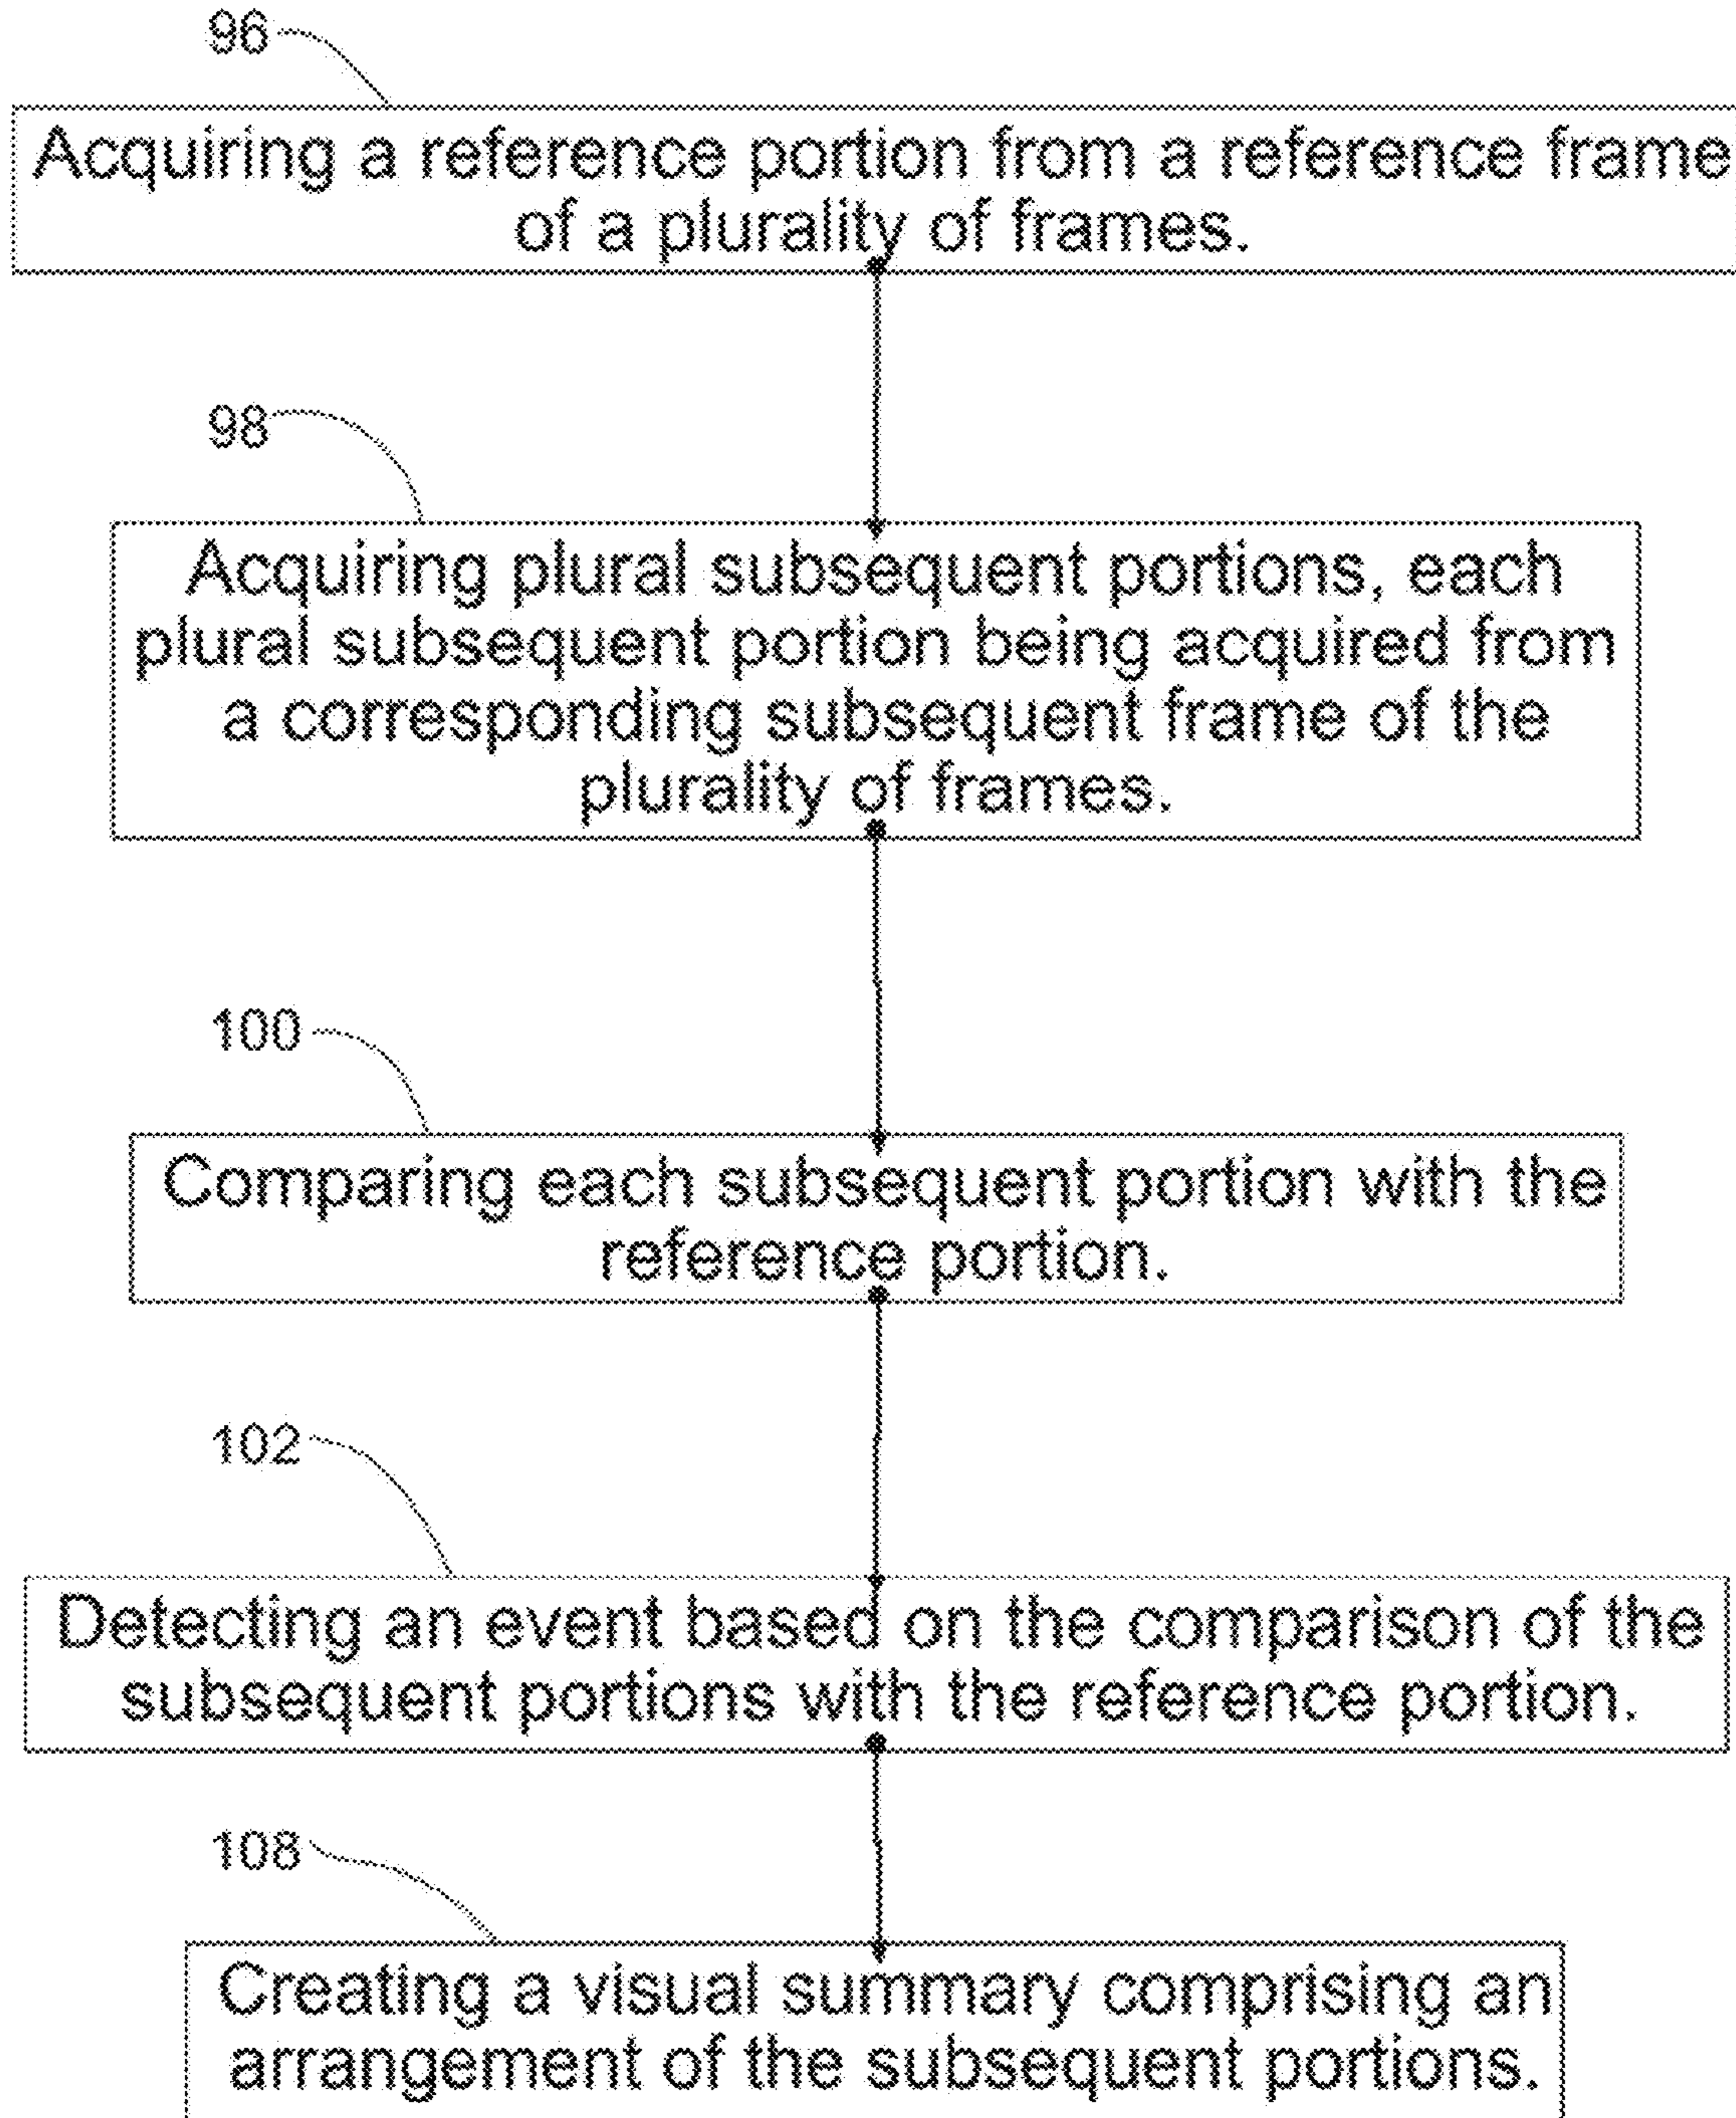 96
Acquiring a reference portion from a reference frame
of a plurality of frames.
98
Acquiring plural subsequent portions, each
plural subsequent portion being acquired from
a corresponding subsequent frame of the
plurality of frames.
100
Comparing each subsequent portion with the
reference portion.
102
Detecting an event based on the comparison of the
subsequent portions with the reference portion.
108
Creating a visual summary comprising an
arrangement of the subsequent portions.